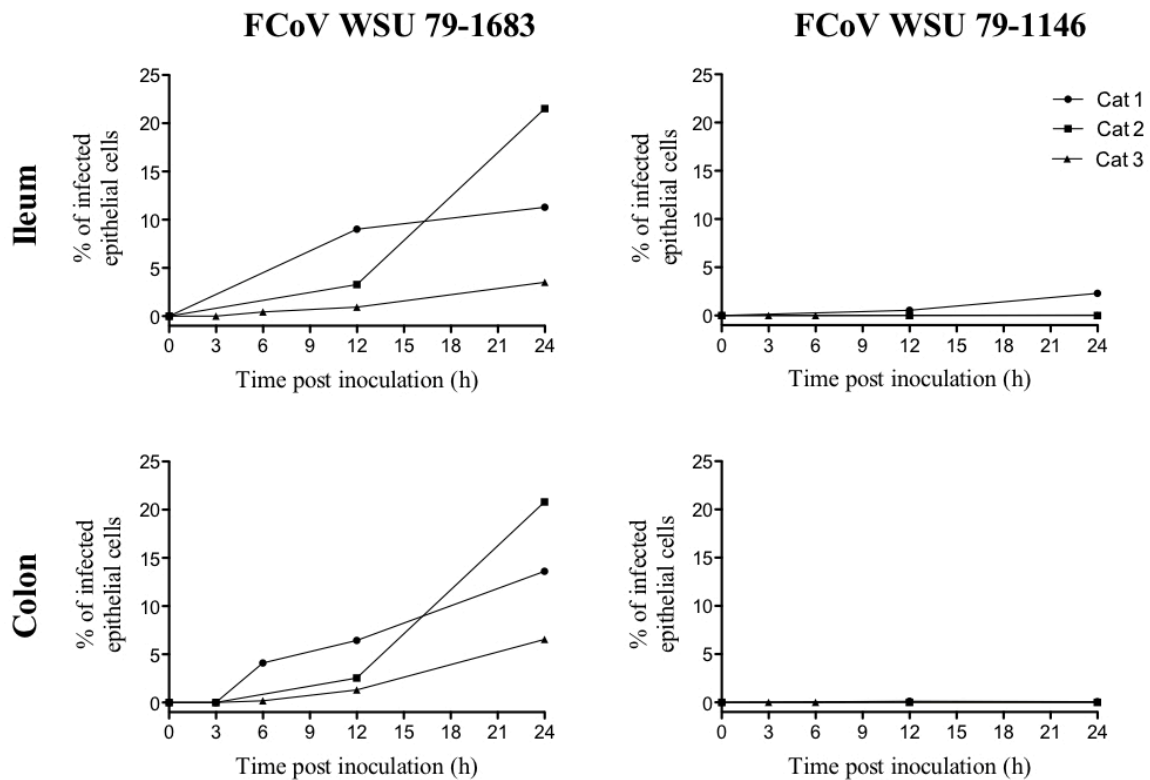 FCoV WSU 79-1683
FCoV WSU 79-1146
Ileum
% of infected
epithelial cells
25
20
15
10
5
0
0 3 6 9 12 15 18 21 24
Time post inoculation (h)
% of infected
epithelial cells
25
20
15
10
5
0
0 3 6 9 12 15 18 21 24
Time post inoculation (h)
Cat 1
Cat 2
Cat 3
Colon
% of infected
epithelial cells
25
20
15
10
5
0
0 3 6 9 12 15 18 21 24
Time post inoculation (h)
% of infected
epithelial cells
25
20
15
10
5
0
0 3 6 9 12 15 18 21 24
Time post inoculation (h)